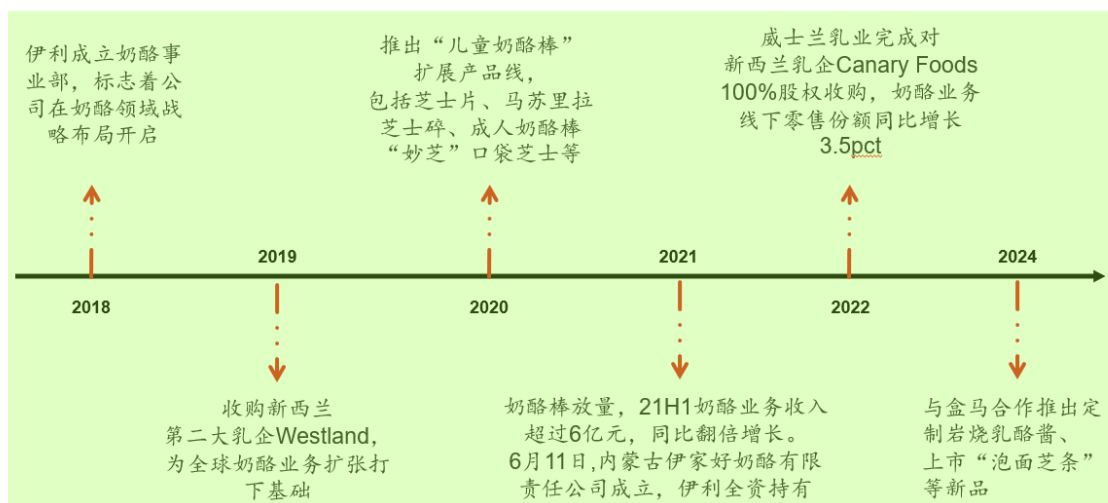 伊利成立奶酪事
业部，标志着公
司在奶酪领域战
略布局开启
推出“儿童奶酪棒”
扩展产品线，
包括芝士片、马苏里拉
芝士碎、成人奶酪棒
“妙芝”口袋芝士等
威士兰乳业完成对
新西兰乳企Canary Foods
100%股权收购，奶酪业务
线下零售份额同比增长
3.5pct
2019
2021
2024
2018
2020
2022
收购新西兰
第二大乳企Westland，
为全球奶酪业务扩张打
下基础
奶酪棒放量，21H1奶酪业务收入
超过6亿元，同比翻倍增长。
6月11日,内蒙古伊家好奶酪有限
责任公司成立，伊利全资持有
与盒马合作推出定
制岩烧乳酪酱、
上市“泡面芝条”
等新品